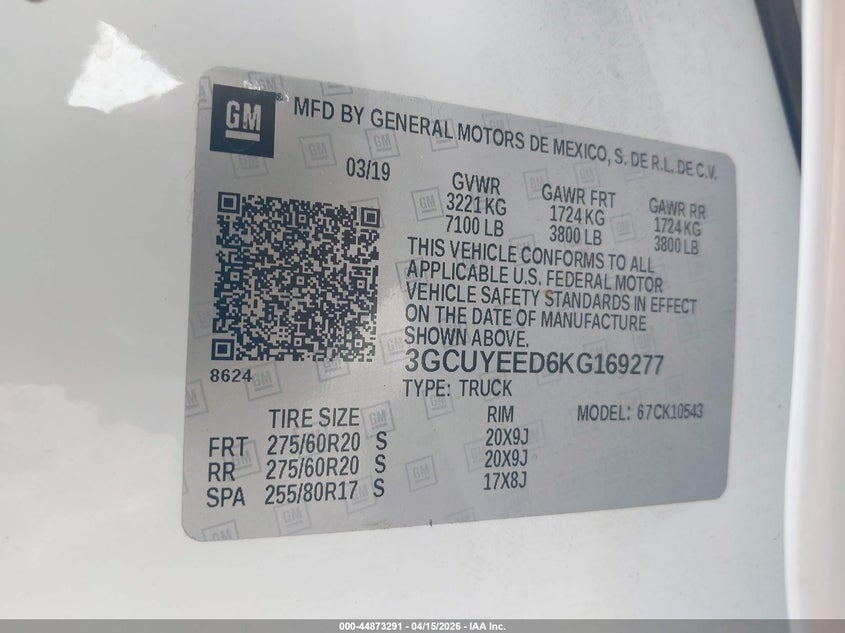 GM
MFD BY GENERAL MOTORS DE MEXICO, S. DE R.L. DE C.V.
03/19
GVWR GAWR FRT GAWR RR
3221 KG 1724 KG 1724 KG
7100 LB 3800 LB 3800 LB
THIS VEHICLE CONFORMS TO ALL
APPLICABLE U.S. FEDERAL MOTOR
VEHICLE SAFETY STANDARDS IN EFFECT
ON THE DATE OF MANUFACTURE
SHOWN ABOVE.
8624
3GCUYEED6KG169277
TYPE: TRUCK
MODEL: 67CK10543
TIRE SIZE RIM
FRT 275/60R20 S 20X9J
RR 275/60R20 S 20X9J
SPA 255/80R17 S 17X8J
000-44873291 - 04/15/2026 - IAA Inc.